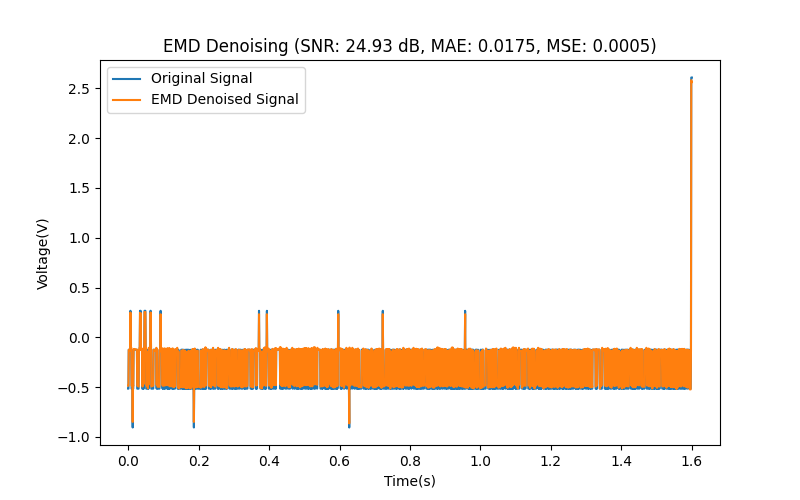 EMD Denoising (SNR: 24.93 dB, MAE: 0.0175, MSE: 0.0005)
Original Signal
EMD Denoised Signal
2.5
2.0
1.5
1.0
0.5
0.0
−0.5
−1.0
Voltage(V)
0.0 0.2 0.4 0.6 0.8 1.0 1.2 1.4 1.6
Time(s)